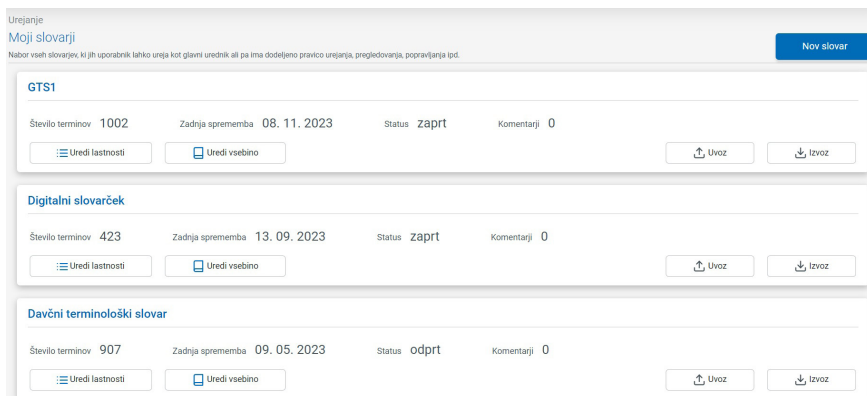 Urejanje
Moji slovarji
Nabor vseh slovarjev, ki jih uporabnik lahko ureja kot glavni urednik ali pa ima dodeljeno pravico urejanja, pregledovanja, popravljanja ipd.
Nov slovar
GTS1
Število terminov 1002 Zadnja sprememba 08. 11. 2023 Status zaprt Komentarji 0
Uredi lastnosti Uredi vsebino Uvoz Izvoz
Digitalni slovarček
Število terminov 423 Zadnja sprememba 13. 09. 2023 Status zaprt Komentarji 0
Uredi lastnosti Uredi vsebino Uvoz Izvoz
Davčni terminološki slovar
Število terminov 907 Zadnja sprememba 09. 05. 2023 Status odprt Komentarji 0
Uredi lastnosti Uredi vsebino Uvoz Izvoz